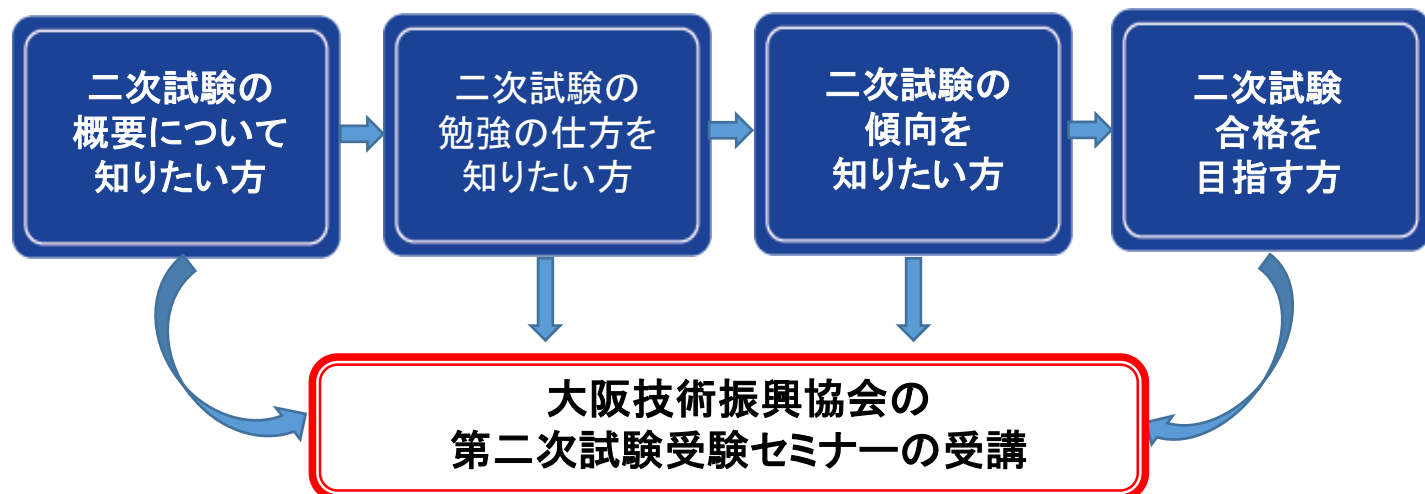 二次試験の
概要について
知りたい方
二次試験の
勉強の仕方を
知りたい方
二次試験の
傾向を
知りたい方
二次試験
合格を
目指す方
大阪技術振興協会の
第二次試験受験セミナーの受講